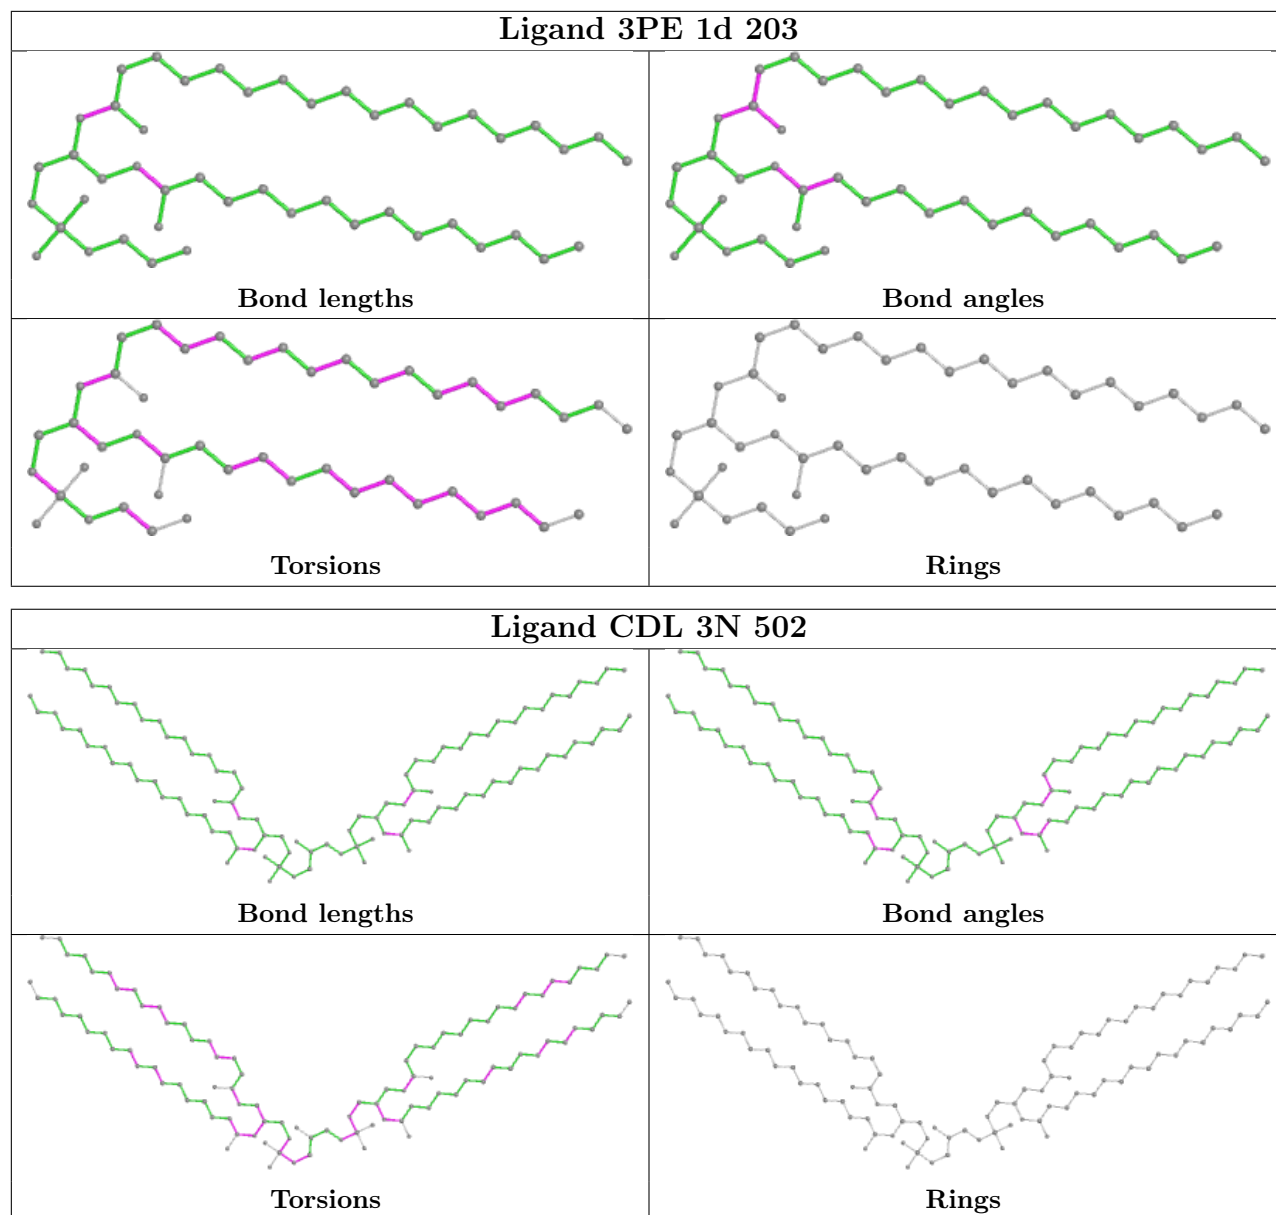 Ligand 3PE 1d 203
Bond lengths
Bond angles
Torsions
Rings
Ligand CDL 3N 502
Bond lengths
Bond angles
Torsions
Rings